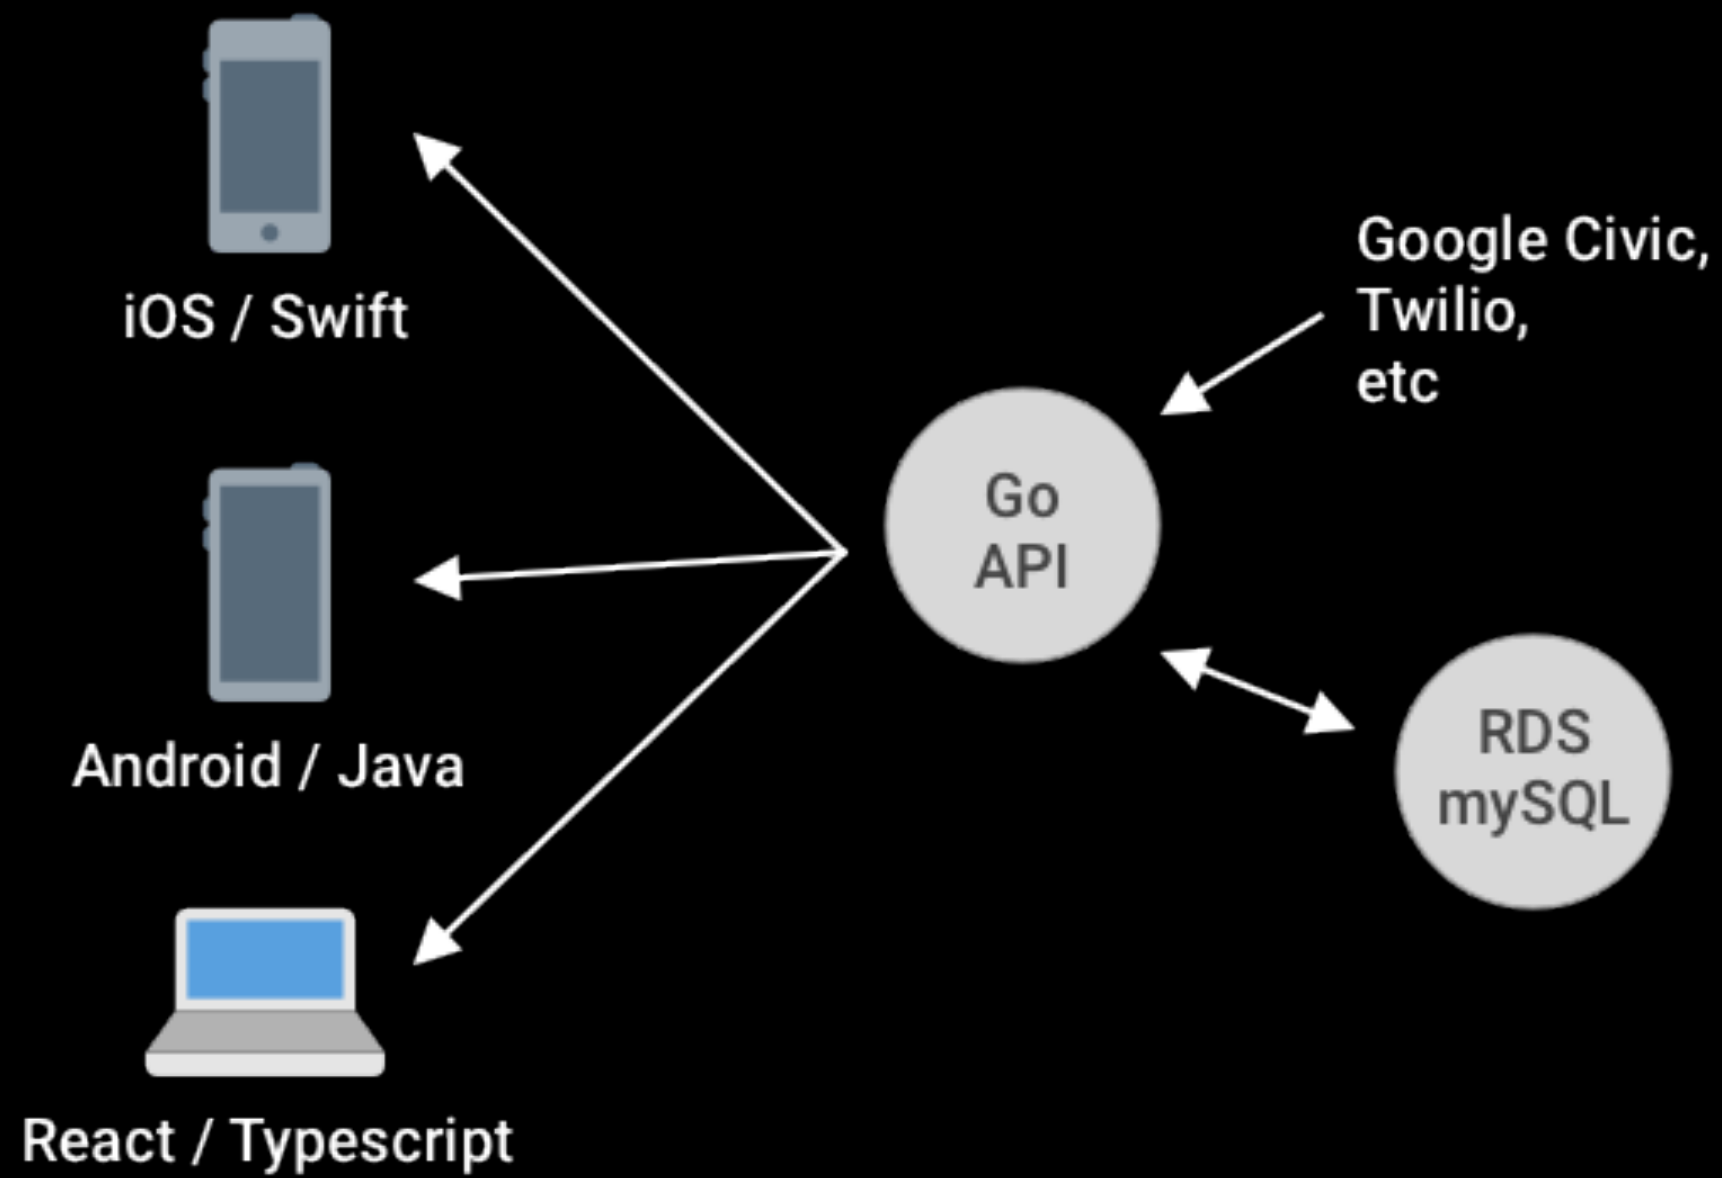 iOS / Swift
Android / Java
React / Typescript
Go
API
Google Civic,
Twilio,
etc
RDS
mySQL